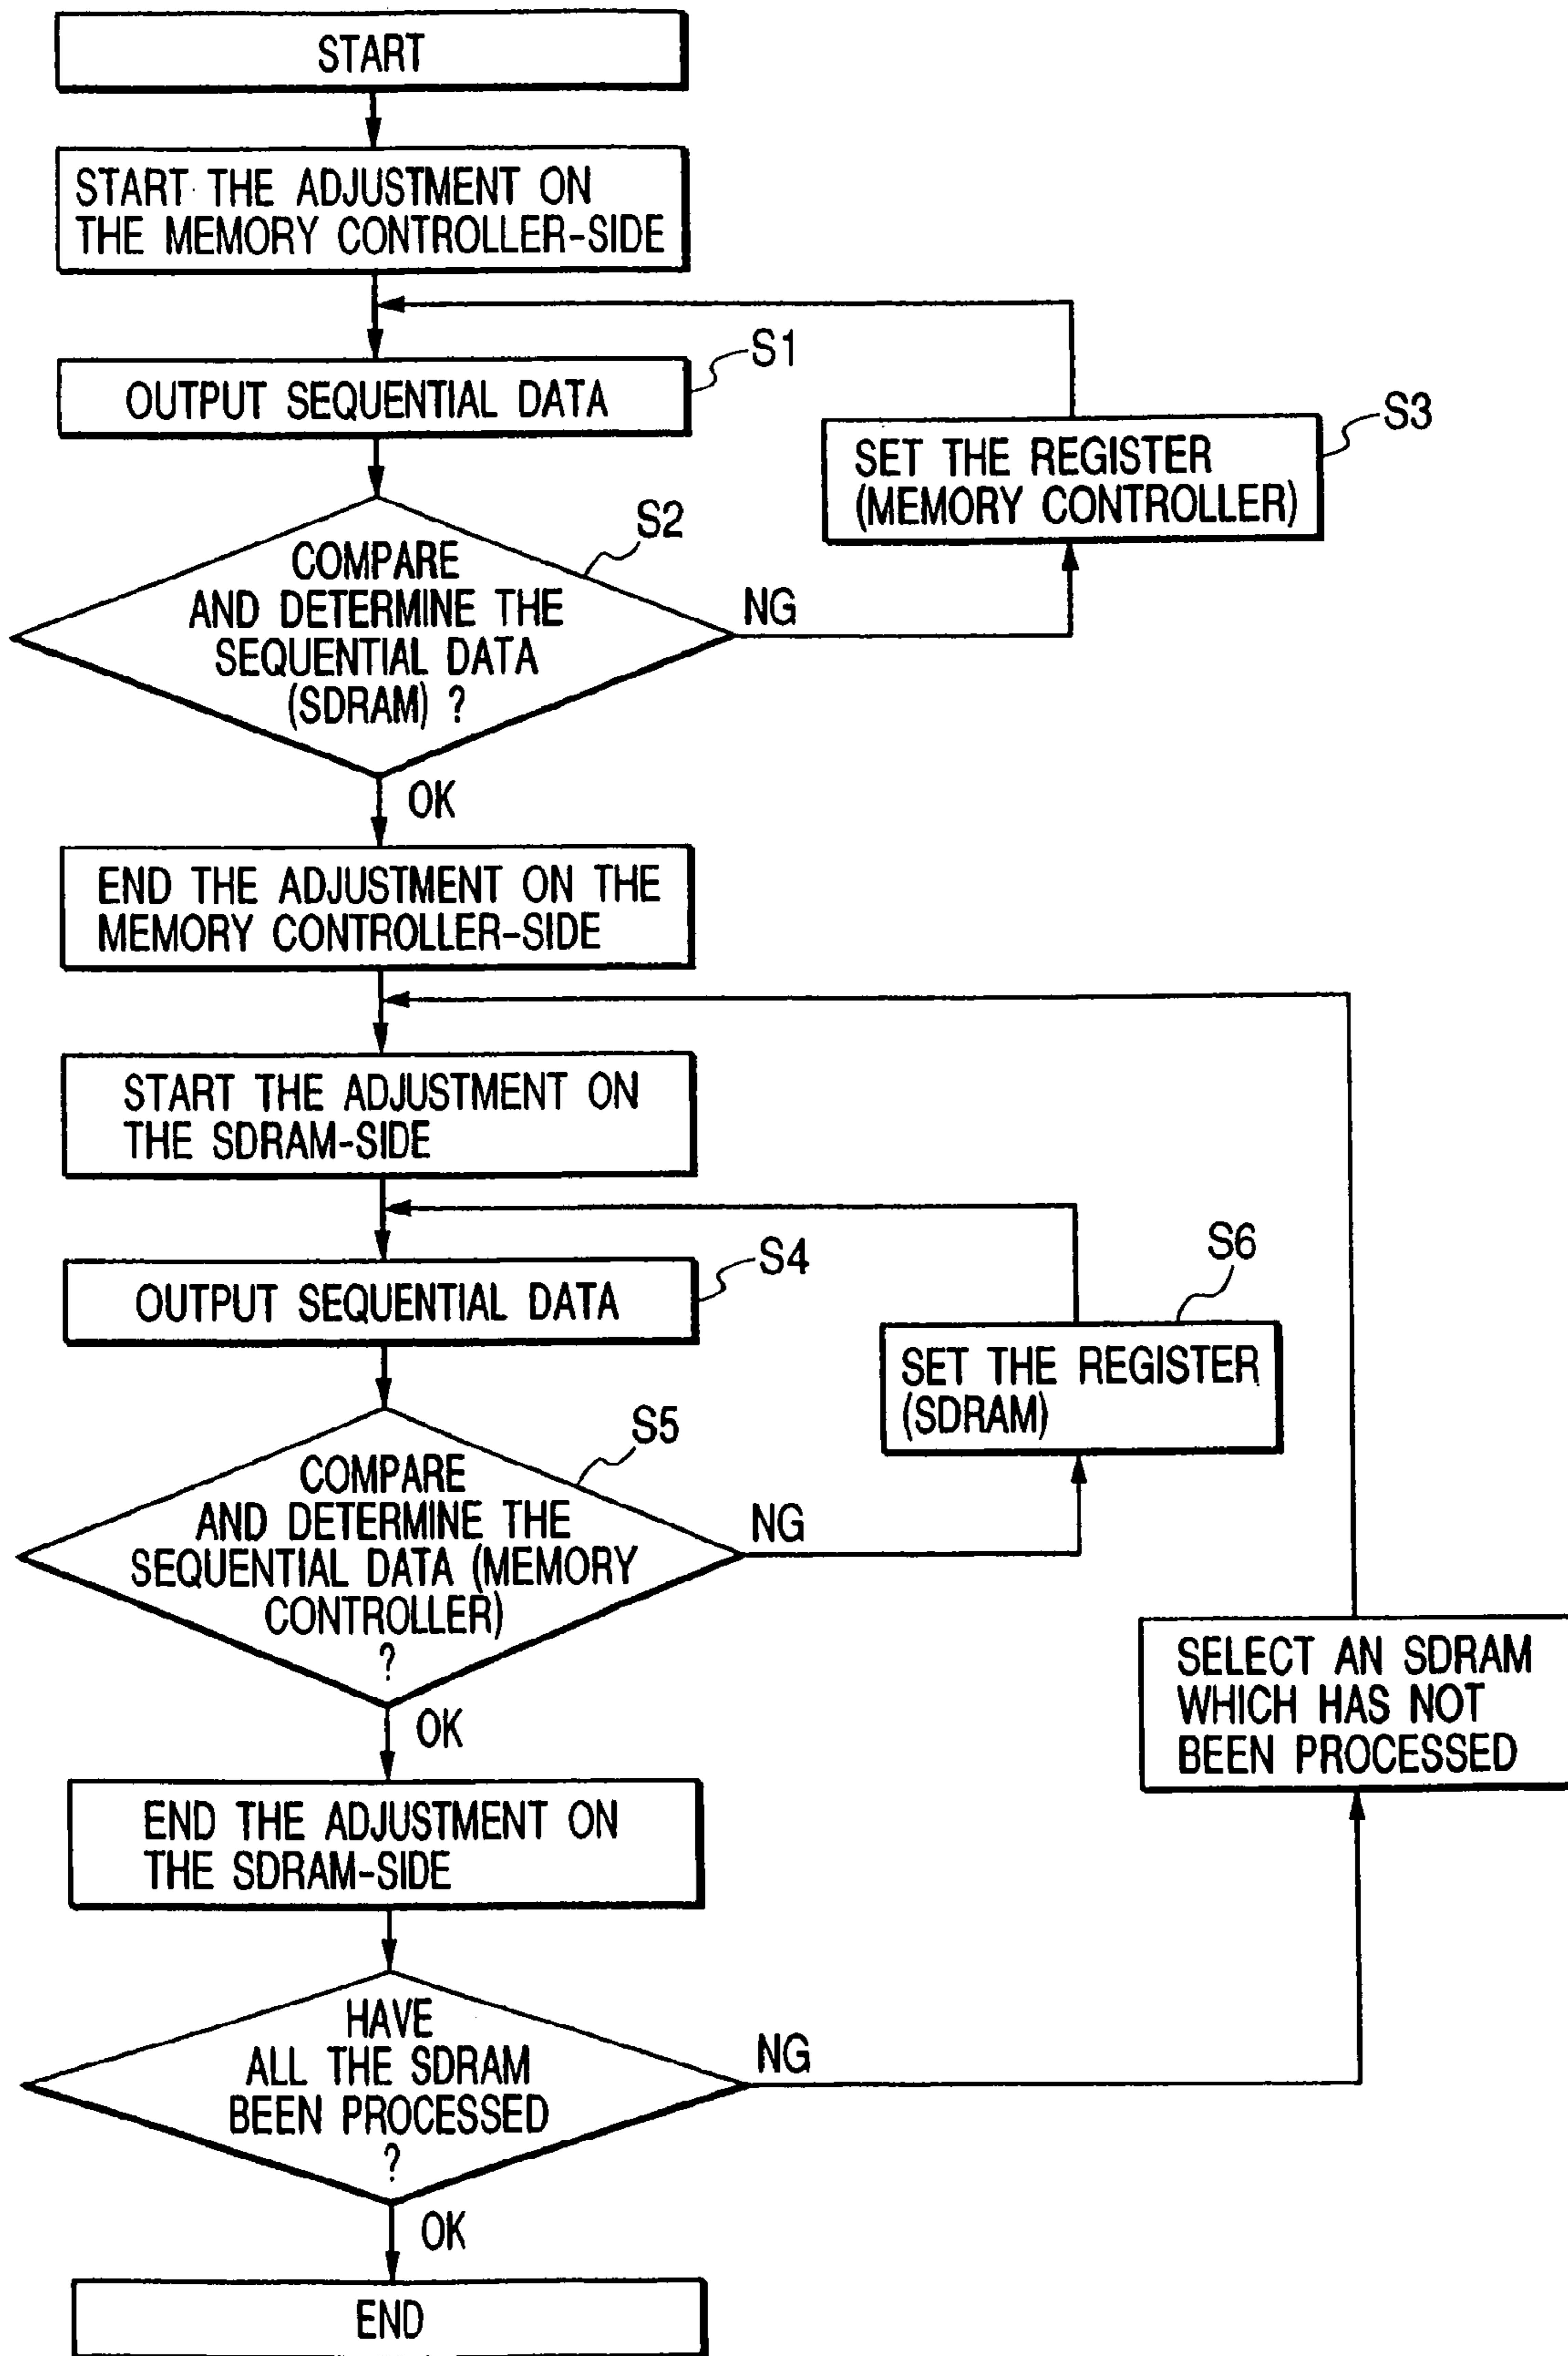 START
START THE ADJUSTMENT ON
THE MEMORY CONTROLLER-SIDE
S1
OUTPUT SEQUENTIAL DATA
S3
SET THE REGISTER
(MEMORY CONTROLLER)
S2
COMPARE
AND DETERMINE THE
SEQUENTIAL DATA
(SDRAM) ?
NG
OK
END THE ADJUSTMENT ON THE
MEMORY CONTROLLER-SIDE
START THE ADJUSTMENT ON
THE SDRAM-SIDE
S4
OUTPUT SEQUENTIAL DATA
S6
SET THE REGISTER
(SDRAM)
S5
COMPARE
AND DETERMINE THE
SEQUENTIAL DATA (MEMORY
CONTROLLER)
?
NG
OK
SELECT AN SDRAM
WHICH HAS NOT
BEEN PROCESSED
END THE ADJUSTMENT ON
THE SDRAM-SIDE
HAVE
ALL THE SDRAM
BEEN PROCESSED
?
NG
OK
END